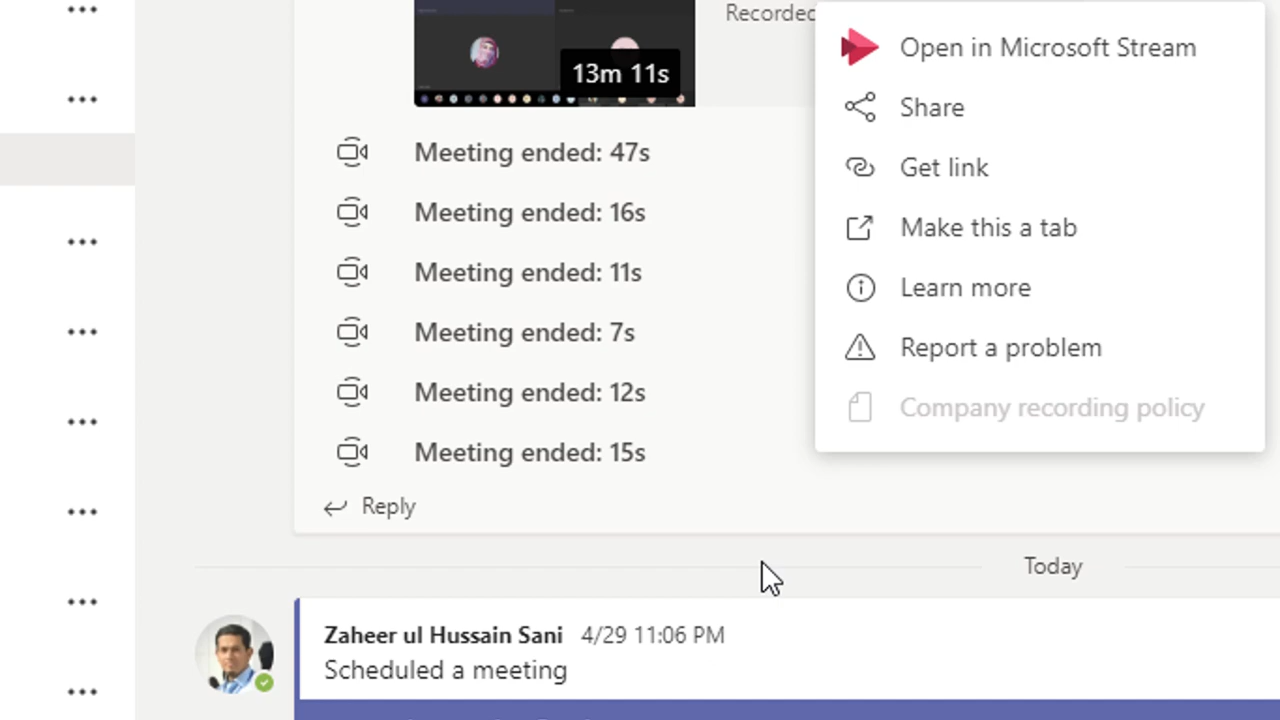 Recorded
13m 11s
Open in Microsoft Stream
Share
Get link
Make this a tab
Learn more
Report a problem
Company recording policy
Meeting ended: 47s
Meeting ended: 16s
Meeting ended: 11s
Meeting ended: 7s
Meeting ended: 12s
Meeting ended: 15s
Reply
Today
Zaheer ul Hussain Sani 4/29 11:06 PM
Scheduled a meeting